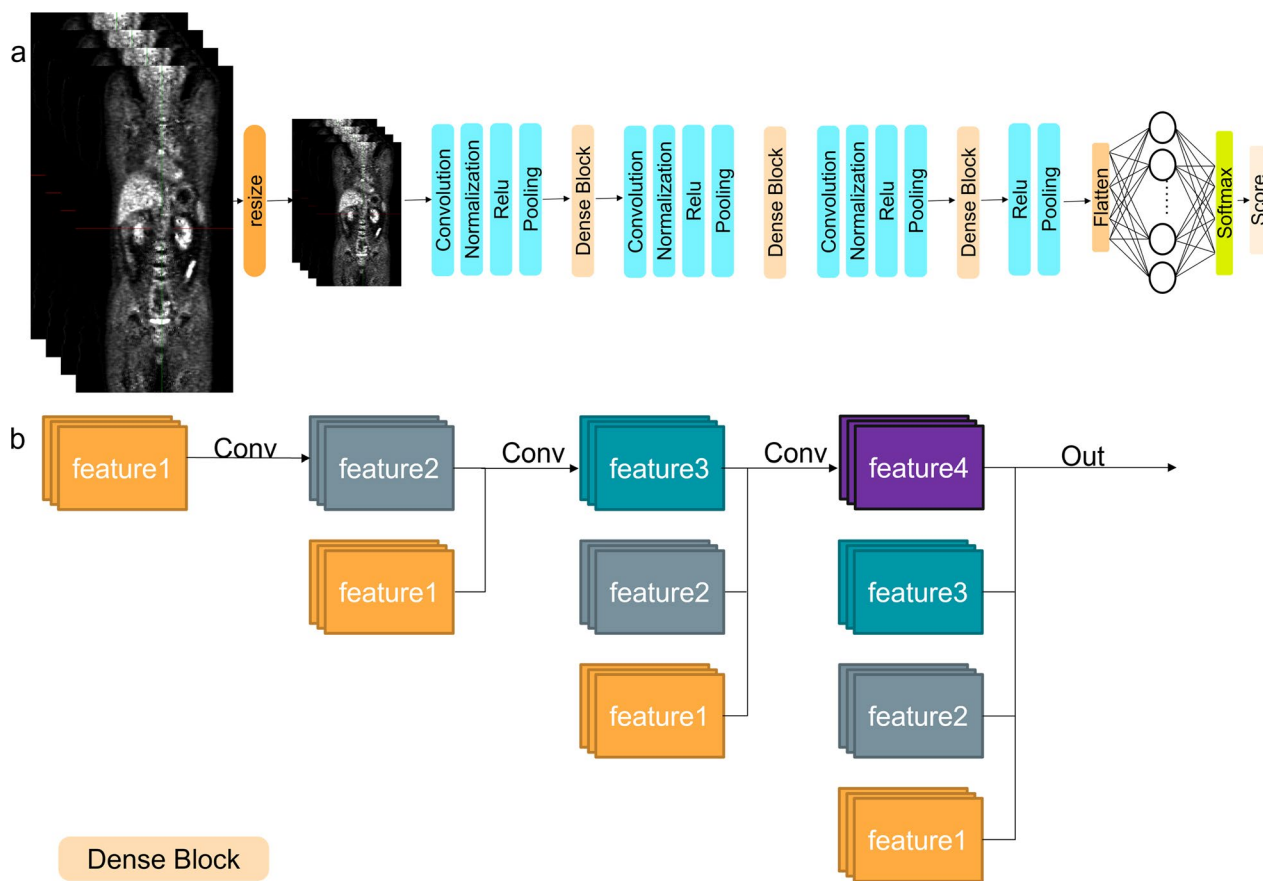 a
resize
Convolution
Normalization
Relu
Pooling
Dense Block
Convolution
Normalization
Relu
Pooling
Dense Block
Convolution
Normalization
Relu
Pooling
Dense Block
Relu
Pooling
Flatten
Softmax
Score
b
feature1
Conv
feature2
Conv
feature3
Conv
feature4
Out
feature1
feature2
feature3
feature1
feature2
feature1
Dense Block